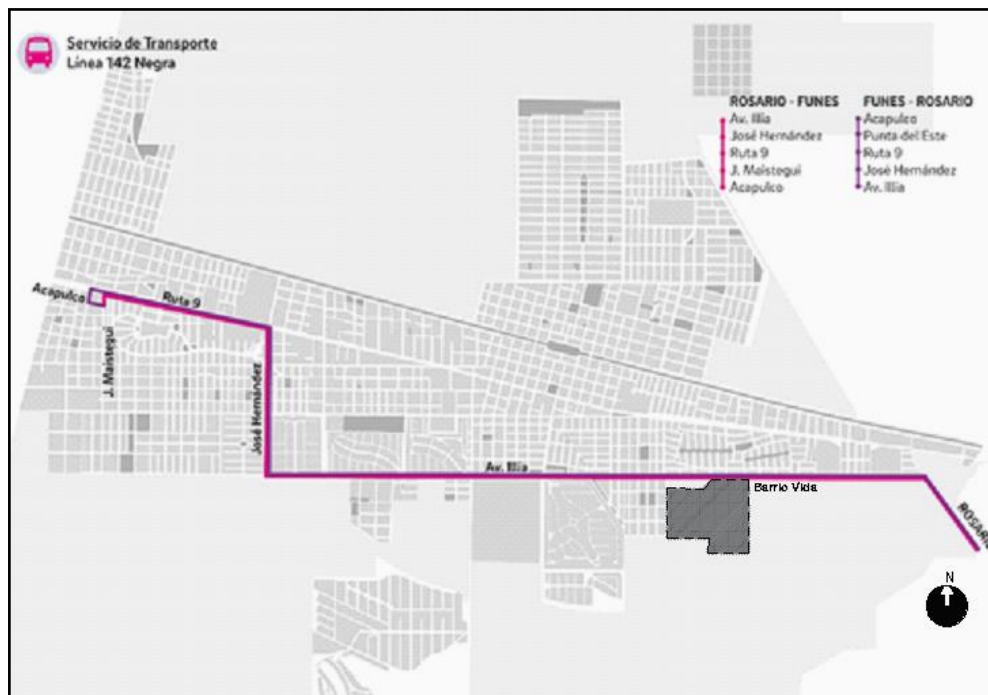 Servicio de Transporte
Línea 142 Negra
ROSARIO - FUNES
Av. Illia
José Hernández
Ruta 9
J. Maistegui
Acapulco
FUNES - ROSARIO
Acapulco
Punta del Este
Ruta 9
José Hernández
Av. Illia
Acapulco
Ruta 9
J. Maistegui
José Hernández
Av. Illia
Barrio Vida
ROSARIO
N